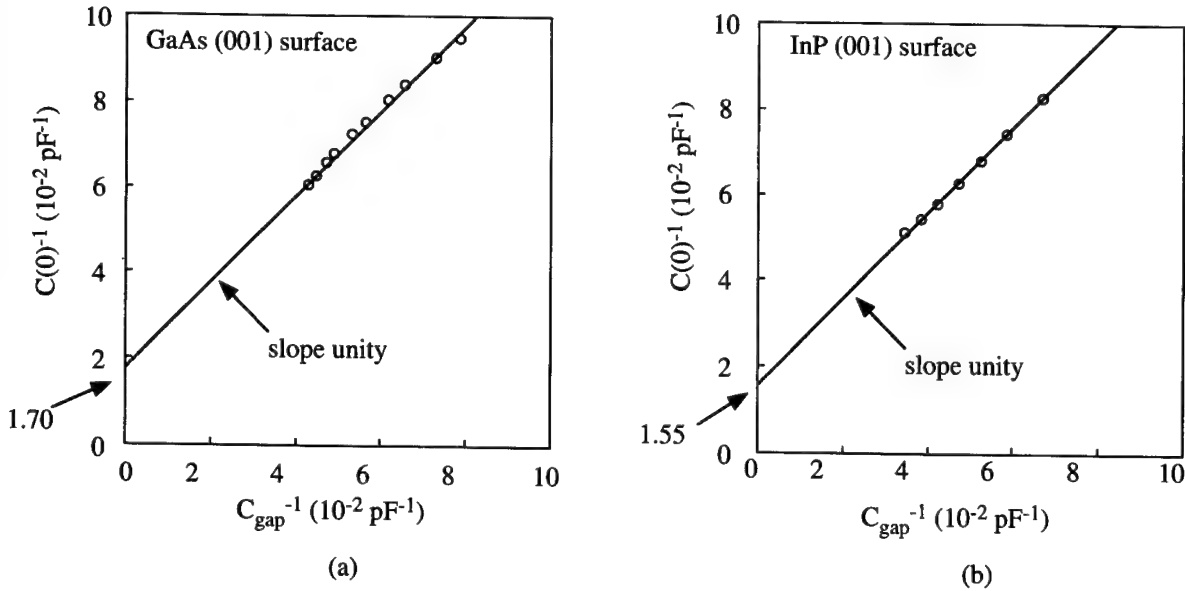 GaAs (001) surface
C(0)⁻¹ (10⁻² pF⁻¹)
10
8
6
4
2
0
slope unity
1.70
0 2 4 6 8 10
C_gap⁻¹ (10⁻² pF⁻¹)
(a)
InP (001) surface
C(0)⁻¹ (10⁻² pF⁻¹)
10
8
6
4
2
0
slope unity
1.55
0 2 4 6 8 10
C_gap⁻¹ (10⁻² pF⁻¹)
(b)